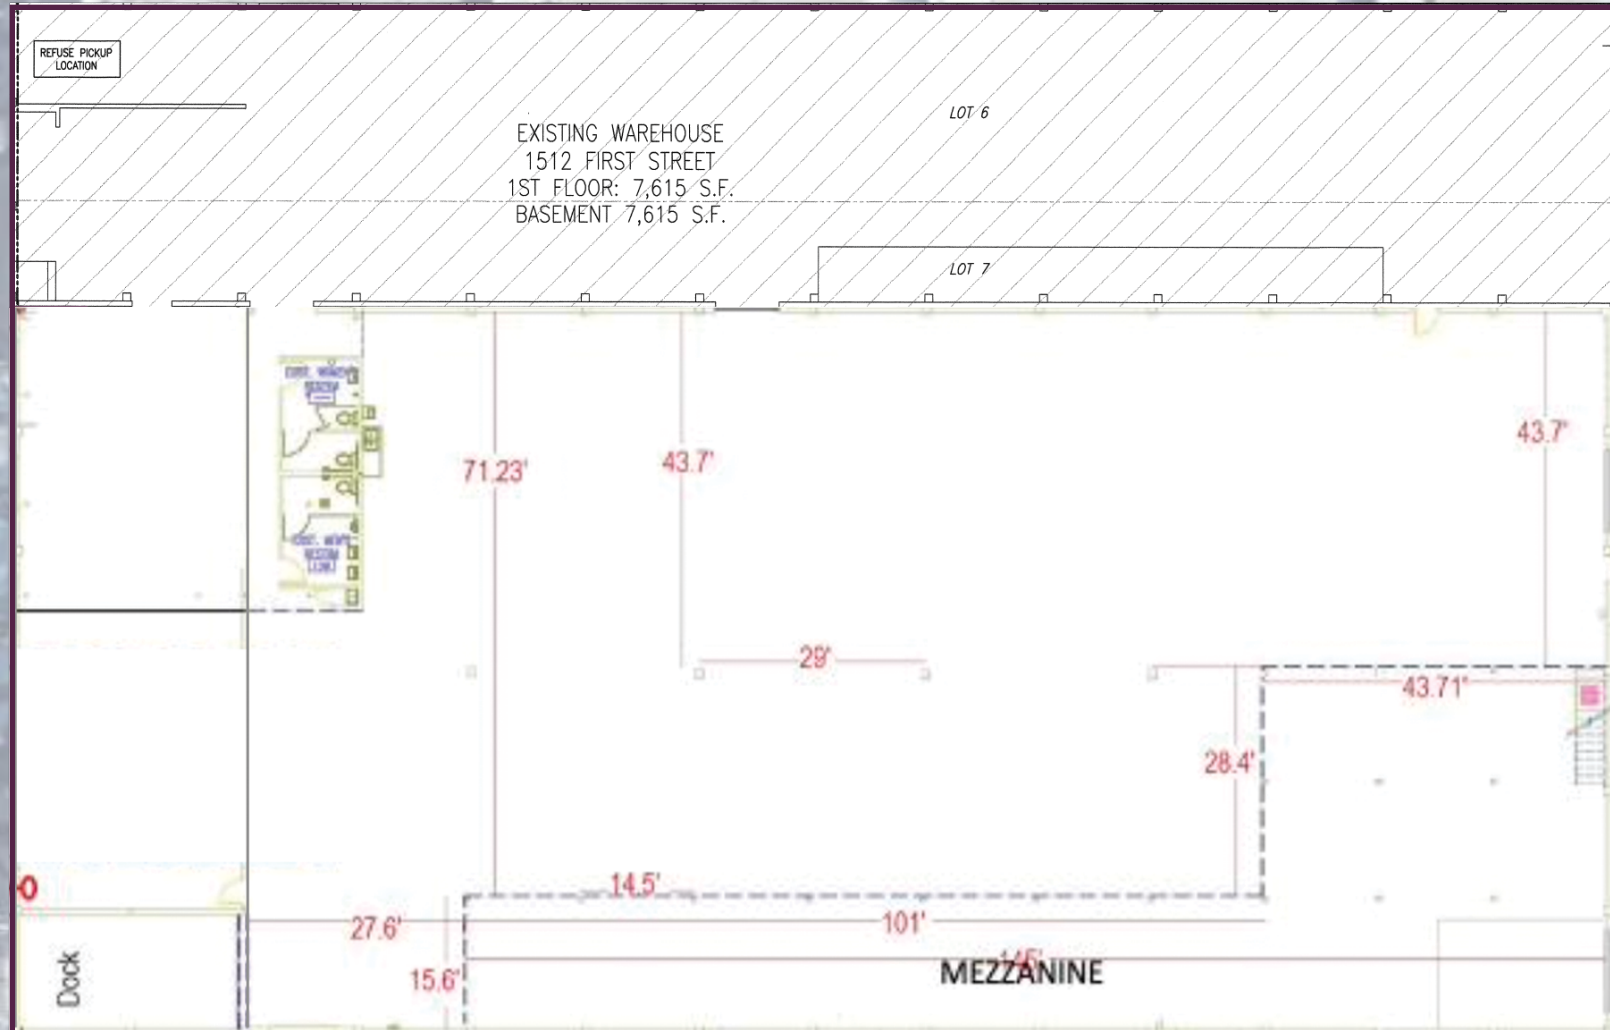 REFUSE PICKUP
LOCATION
LOT 6
EXISTING WAREHOUSE
1512 FIRST STREET
1ST FLOOR: 7,615 S.F.
BASEMENT 7,615 S.F.
LOT 7
43.7'
71.23'
43.7'
29'
43.71'
28.4'
14.5'
27.6'
101'
145'
15.6'
MEZZANINE
Dock